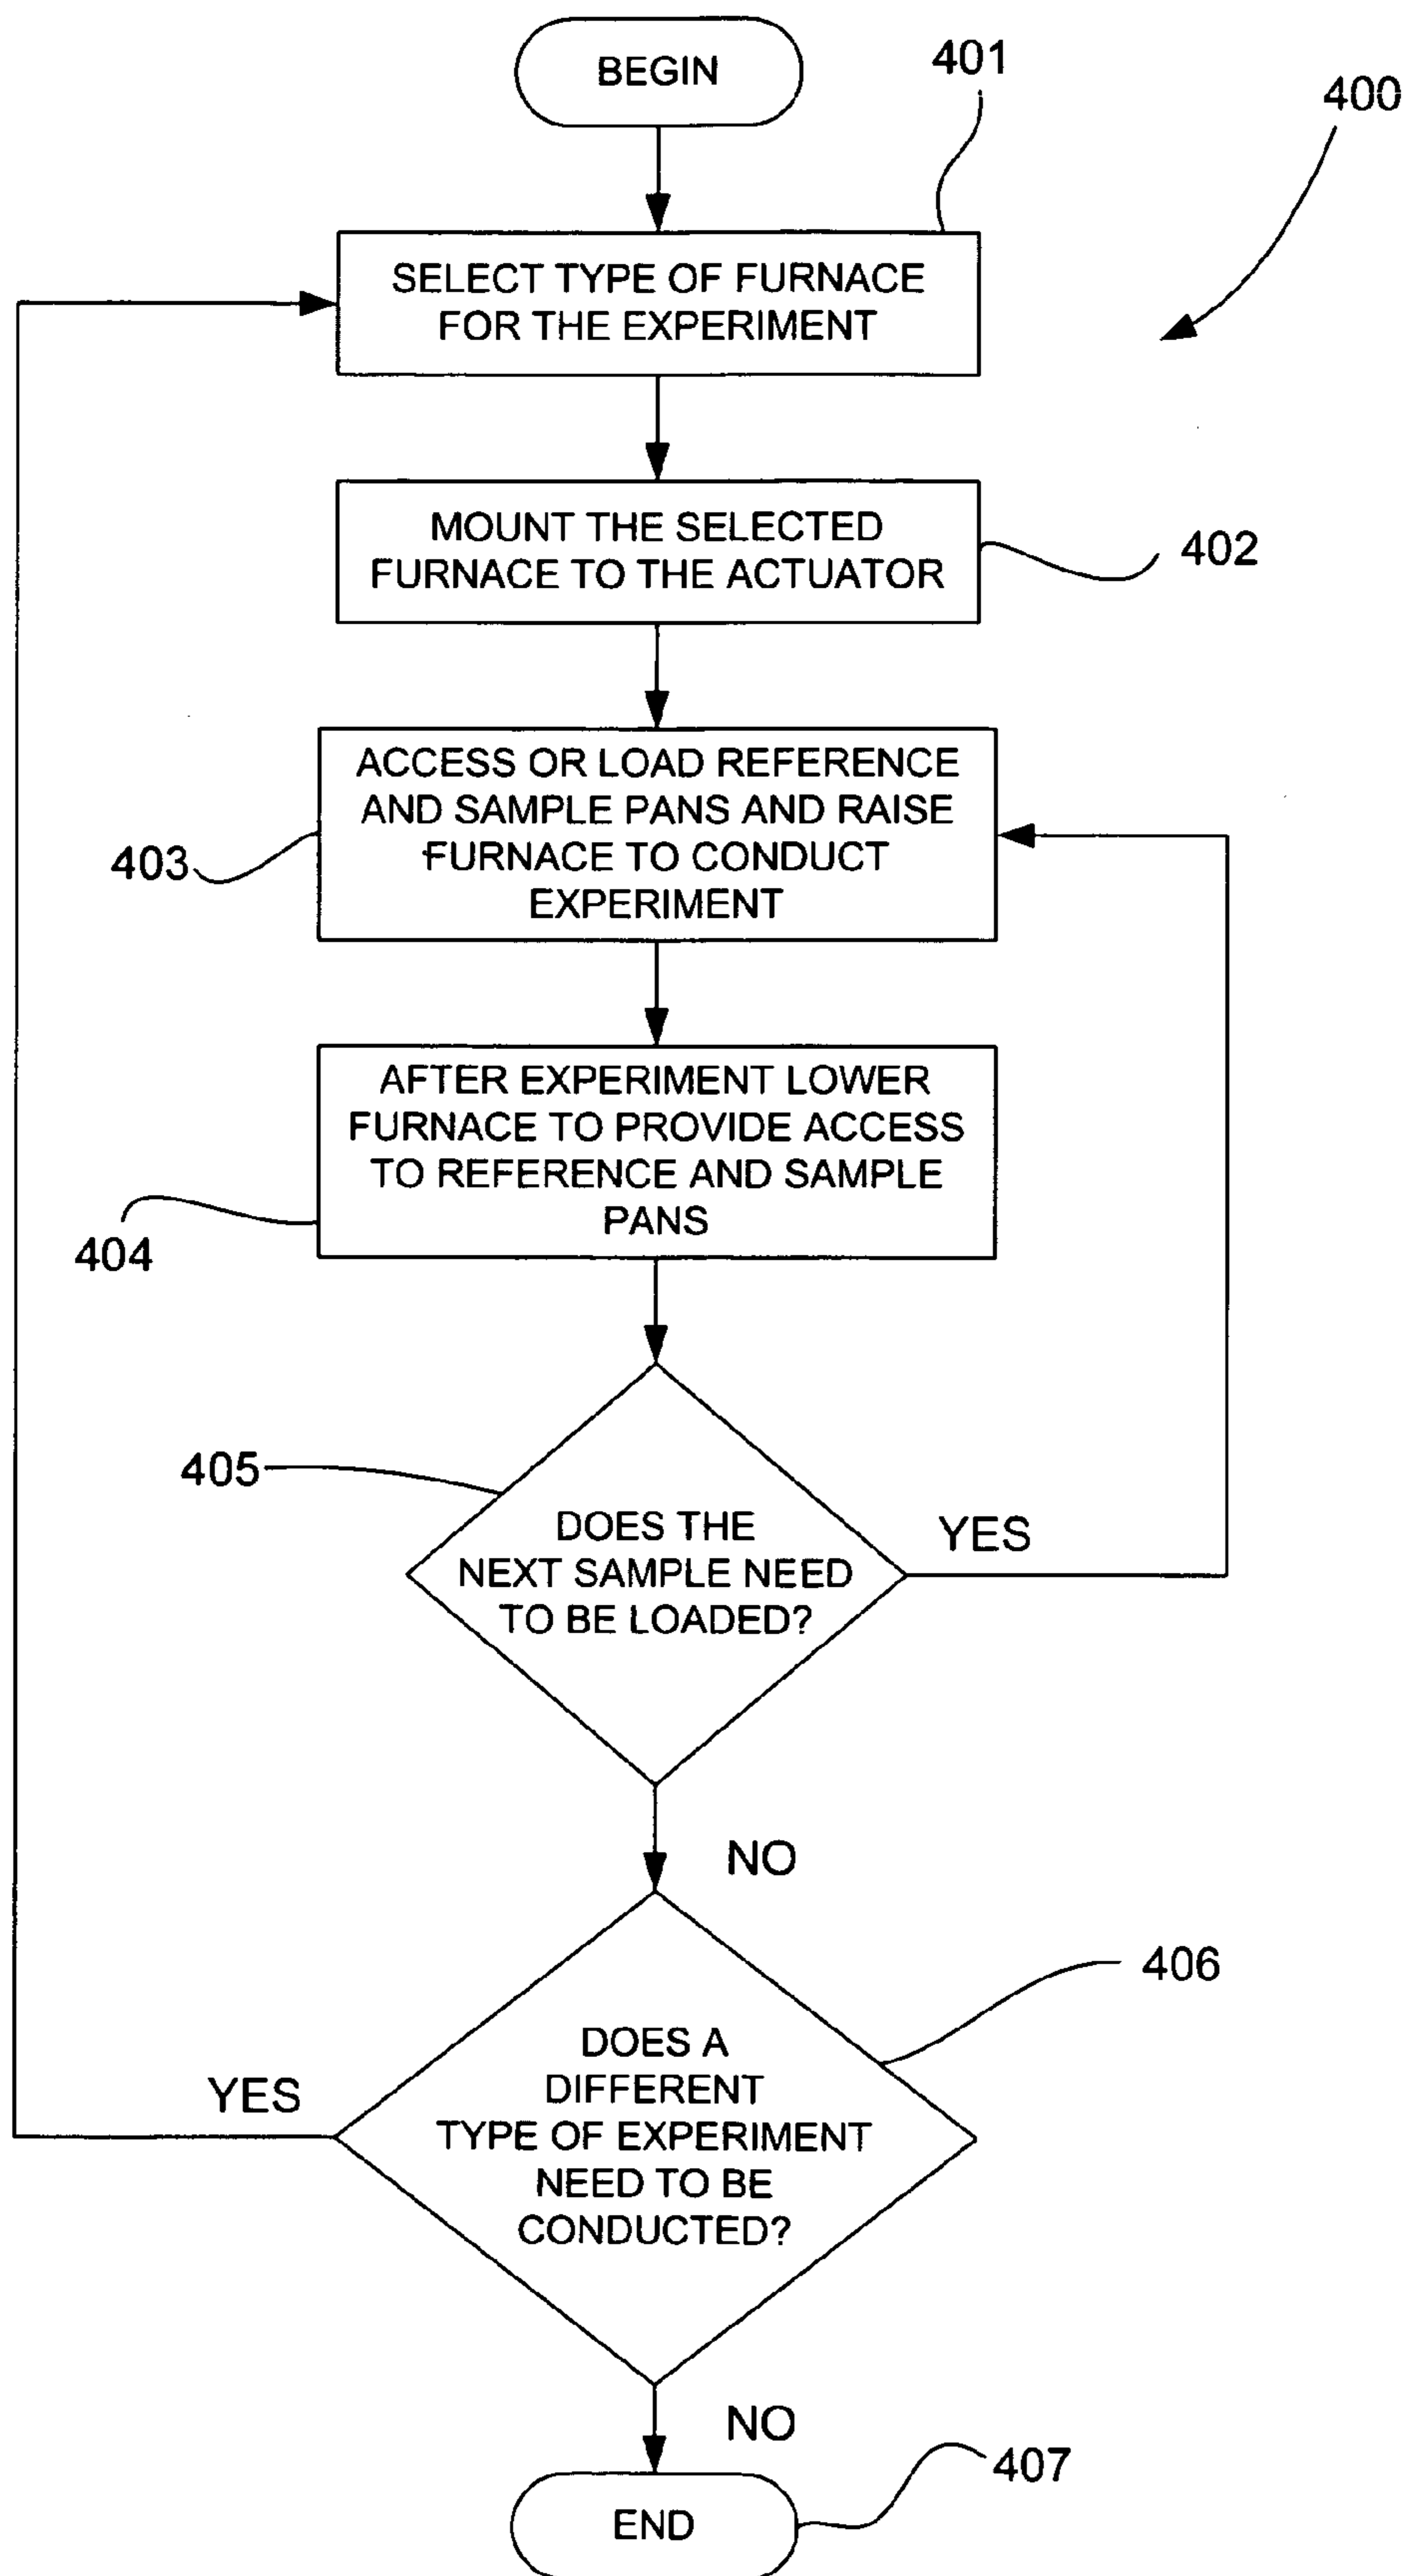 BEGIN
401
400
SELECT TYPE OF FURNACE
FOR THE EXPERIMENT
MOUNT THE SELECTED
FURNACE TO THE ACTUATOR
402
ACCESS OR LOAD REFERENCE
AND SAMPLE PANS AND RAISE
FURNACE TO CONDUCT
EXPERIMENT
403
AFTER EXPERIMENT LOWER
FURNACE TO PROVIDE ACCESS
TO REFERENCE AND SAMPLE
PANS
404
405
DOES THE
NEXT SAMPLE NEED
TO BE LOADED?
YES
NO
406
DOES A
DIFFERENT
TYPE OF EXPERIMENT
NEED TO BE
CONDUCTED?
YES
NO
407
END